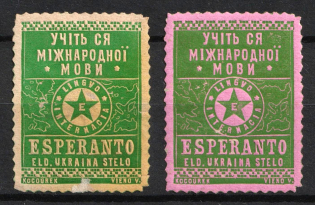 УЧІТЬ СЯ
МІЖНАРОДНОЇ
МОВИ
LINGVO
E
INTERNACIA
ESPERANTO
ELD. UKRAINA STELO
KOCOUREK VIENO V.
УЧІТЬ СЯ
МІЖНАРОДНОЇ
МОВИ
LINGVO
E
INTERNACIA
ESPERANTO
ELD. UKRAINA STELO
KOCOUREK VIENO V.